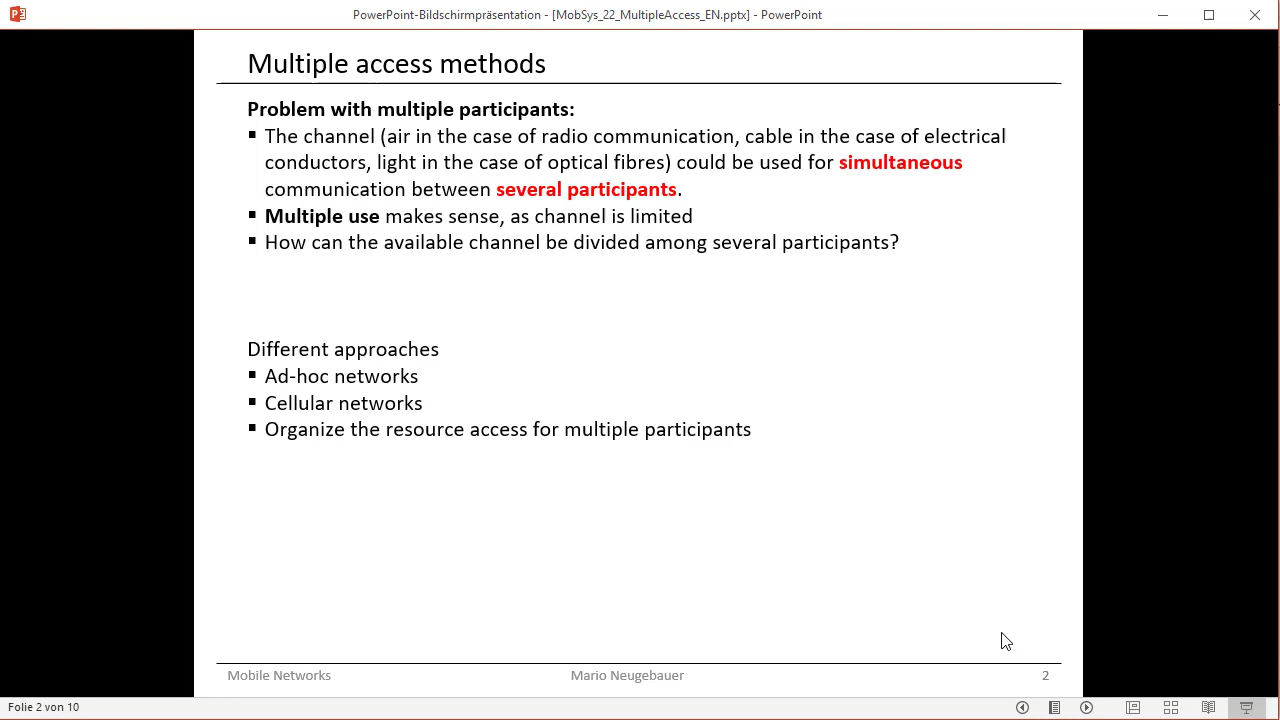 PowerPoint-Bildschirmpräsentation - [MobSys_22_MultipleAccess_EN.pptx] - PowerPoint
Multiple access methods
Problem with multiple participants:
▪ The channel (air in the case of radio communication, cable in the case of electrical
conductors, light in the case of optical fibres) could be used for simultaneous
communication between several participants.
▪ Multiple use makes sense, as channel is limited
▪ How can the available channel be divided among several participants?
Different approaches
▪ Ad-hoc networks
▪ Cellular networks
▪ Organize the resource access for multiple participants
Mobile Networks Mario Neugebauer 2
Folie 2 von 10